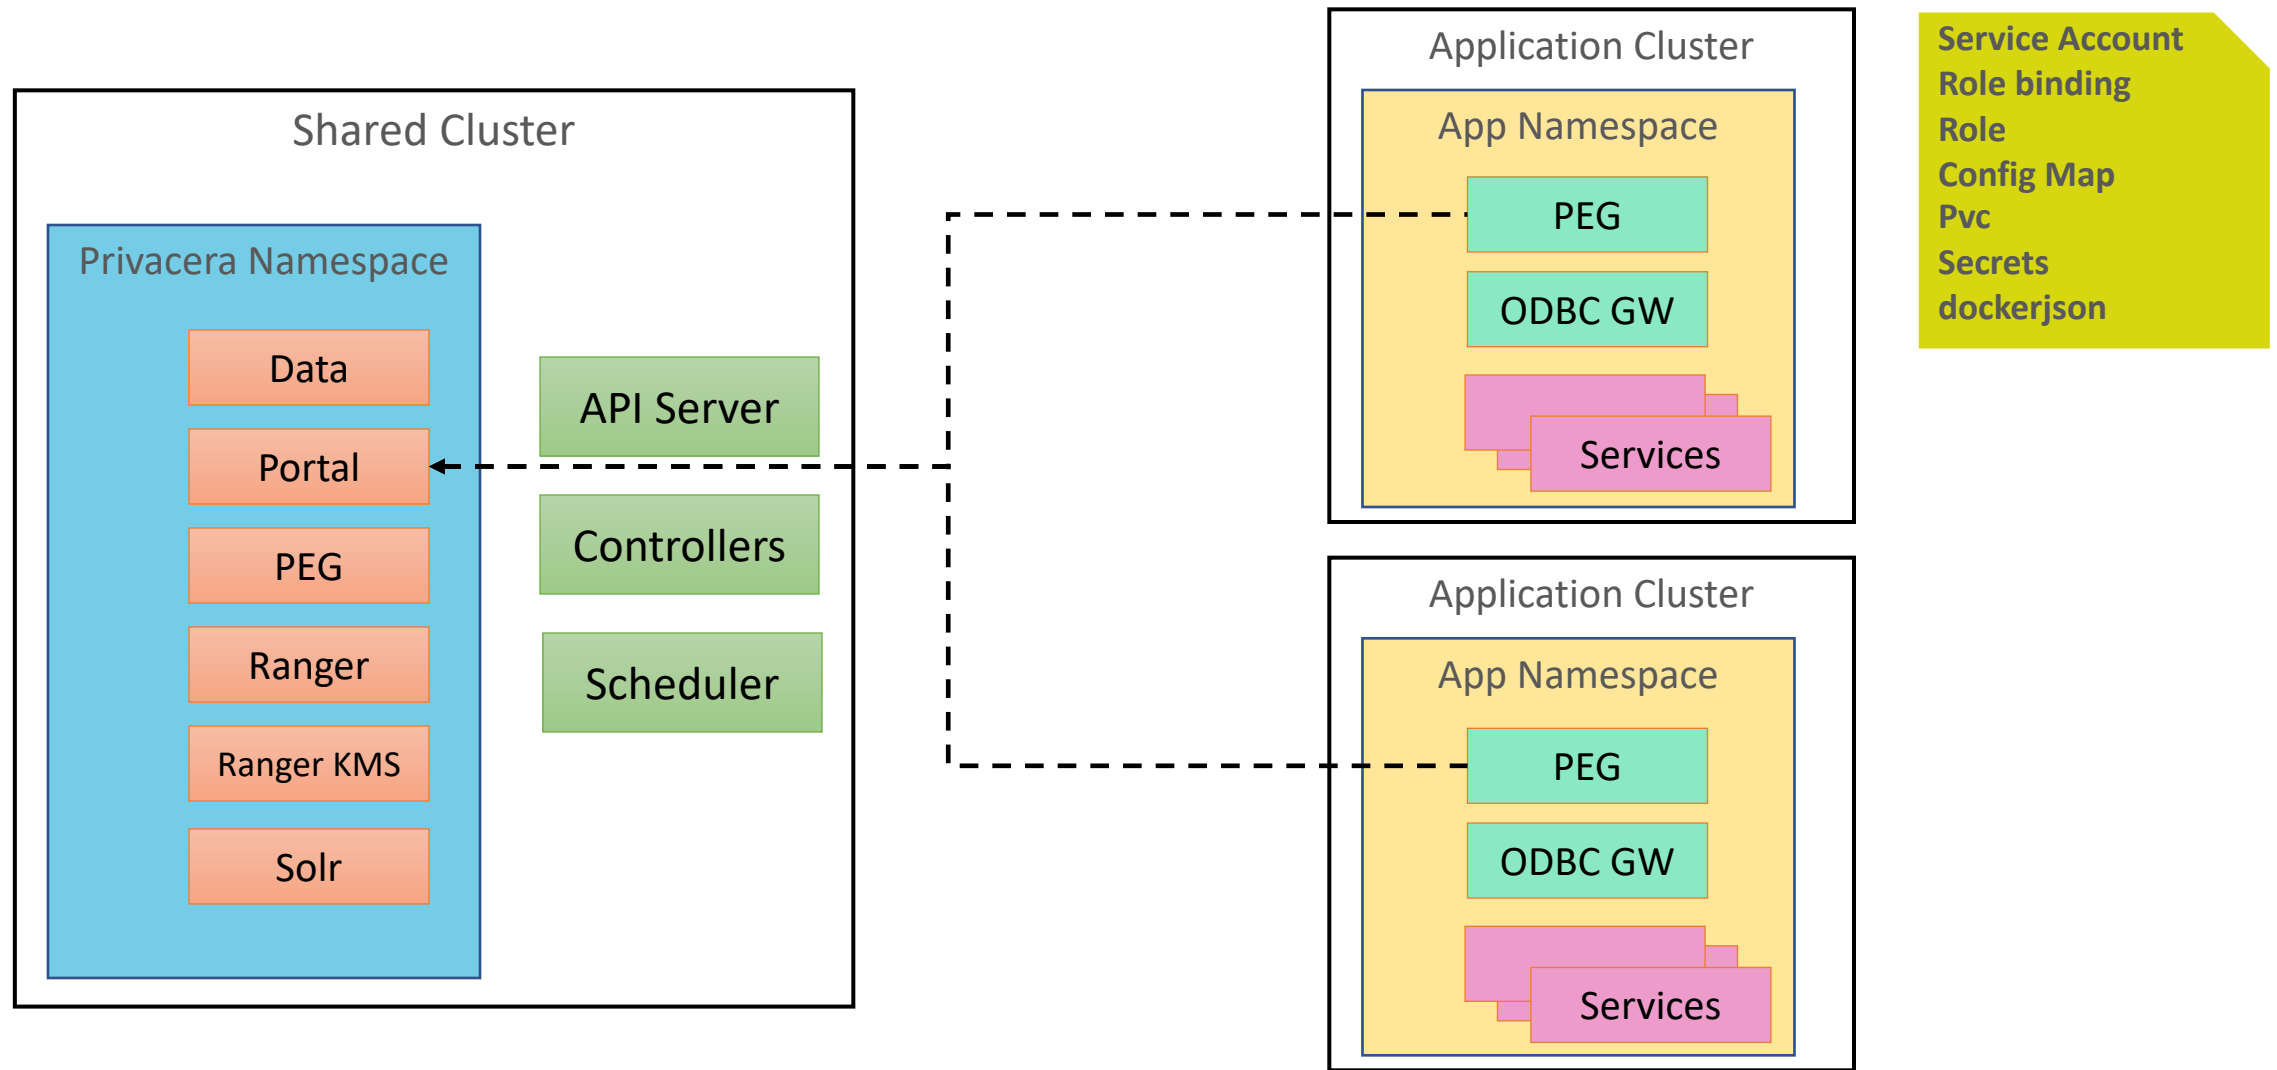 Shared Cluster
Privacera Namespace
Data
Portal
PEG
Ranger
Ranger KMS
Solr
API Server
Controllers
Scheduler
Application Cluster
App Namespace
PEG
ODBC GW
Services
Application Cluster
App Namespace
PEG
ODBC GW
Services
Service Account
Role binding
Role
Config Map
Pvc
Secrets
dockerjson